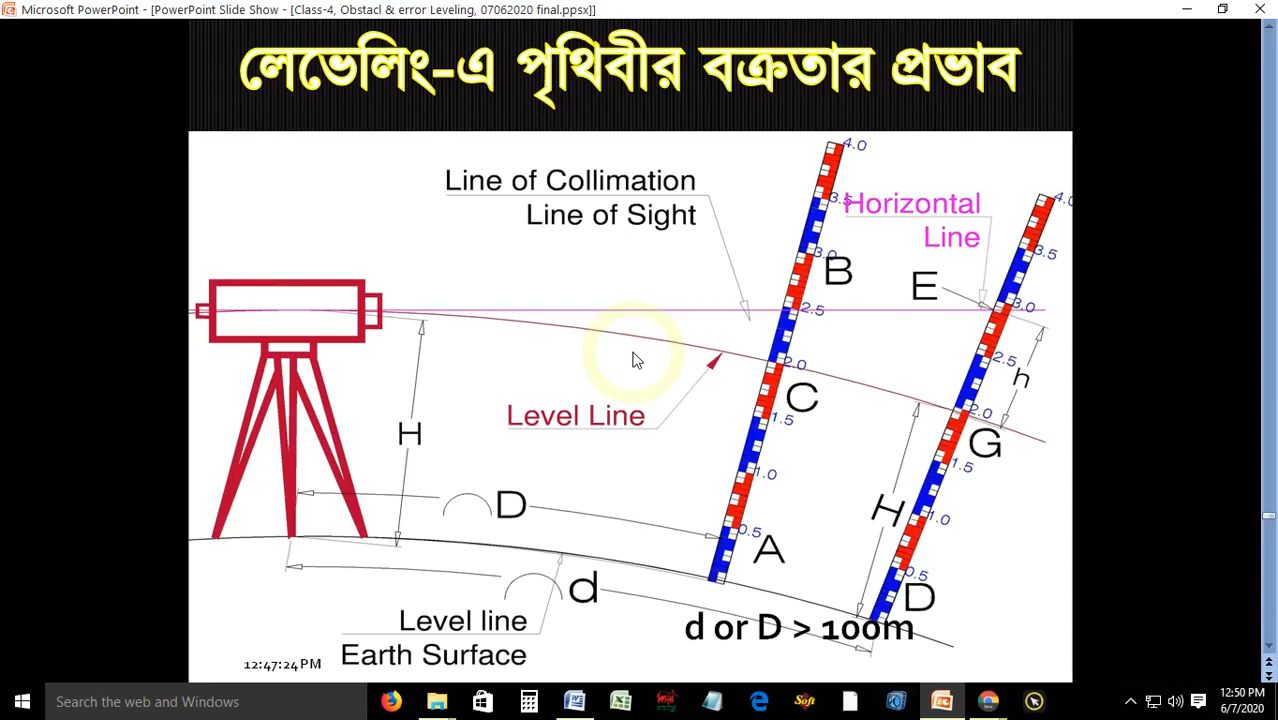 Microsoft PowerPoint - [PowerPoint Slide Show - [Class-4, Obstacl & error Leveling, 07062020 final.ppsx]]
লেভেলিং-এ পৃথিবীর বক্রতার প্রভাব
Line of Collimation
Line of Sight
Horizontal
Line
4.0
3.5
3.0
2.5
2.0
1.5
1.0
0.5
4.0
3.5
3.0
2.5
2.0
1.5
1.0
0.5
B
E
h
C
G
Level Line
H
H
D
A
d
D
d or D > 100m
Level line
Earth Surface
12:47:24 PM
Search the web and Windows
Soft
12:50 PM
6/7/2020